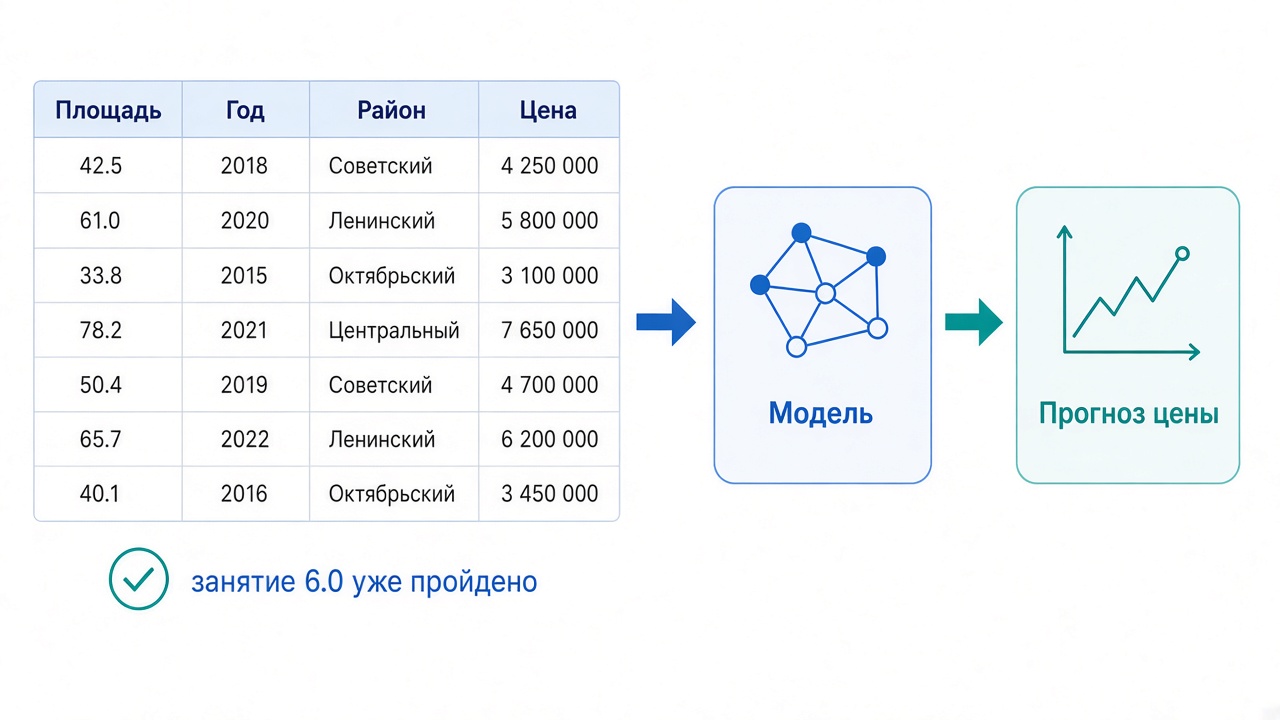 Площадь Год Район Цена
42.5 2018 Советский 4 250 000
61.0 2020 Ленинский 5 800 000
33.8 2015 Октябрьский 3 100 000
78.2 2021 Центральный 7 650 000
50.4 2019 Советский 4 700 000
65.7 2022 Ленинский 6 200 000
40.1 2016 Октябрьский 3 450 000
занятие 6.0 уже пройдено
Модель
Прогноз цены